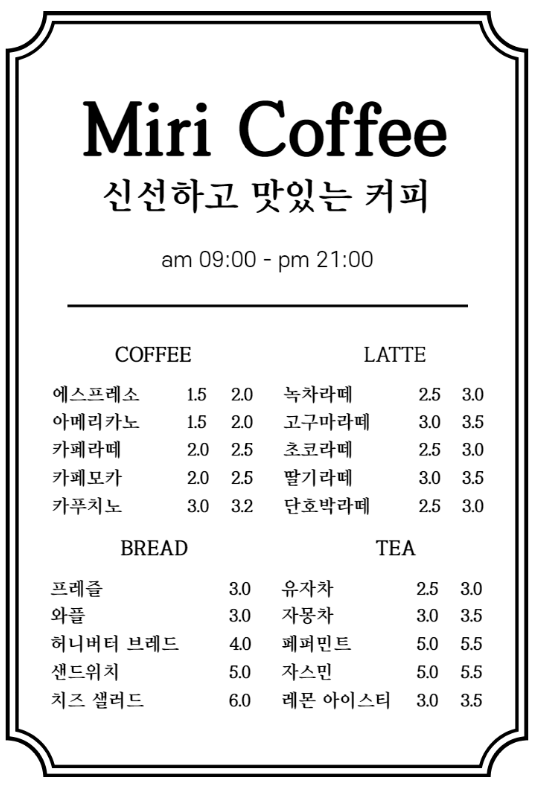 Miri Coffee
신선하고 맛있는 커피
am 09:00 - pm 21:00
COFFEE
에스프레소 1.5 2.0
아메리카노 1.5 2.0
카페라떼 2.0 2.5
카페모카 2.0 2.5
카푸치노 3.0 3.2
LATTE
녹차라떼 2.5 3.0
고구마라떼 3.0 3.5
초코라떼 2.5 3.0
딸기라떼 3.0 3.5
단호박라떼 2.5 3.0
BREAD
프레즐 3.0
와플 3.0
허니버터 브레드 4.0
샌드위치 5.0
치즈 샐러드 6.0
TEA
유자차 2.5 3.0
자몽차 3.0 3.5
페퍼민트 5.0 5.5
자스민 5.0 5.5
레몬 아이스티 3.0 3.5